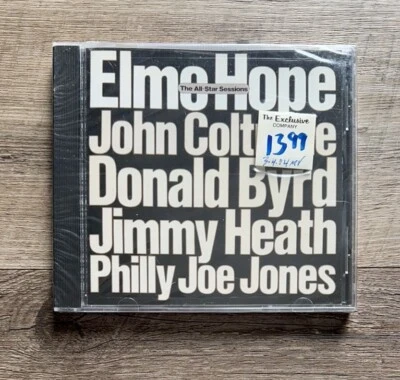 Elmo Hope
The All-Star Sessions
John Coltrane
The Exclusive
COMPANY
13 99
Donald Byrd
Jimmy Heath
Philly Joe Jones